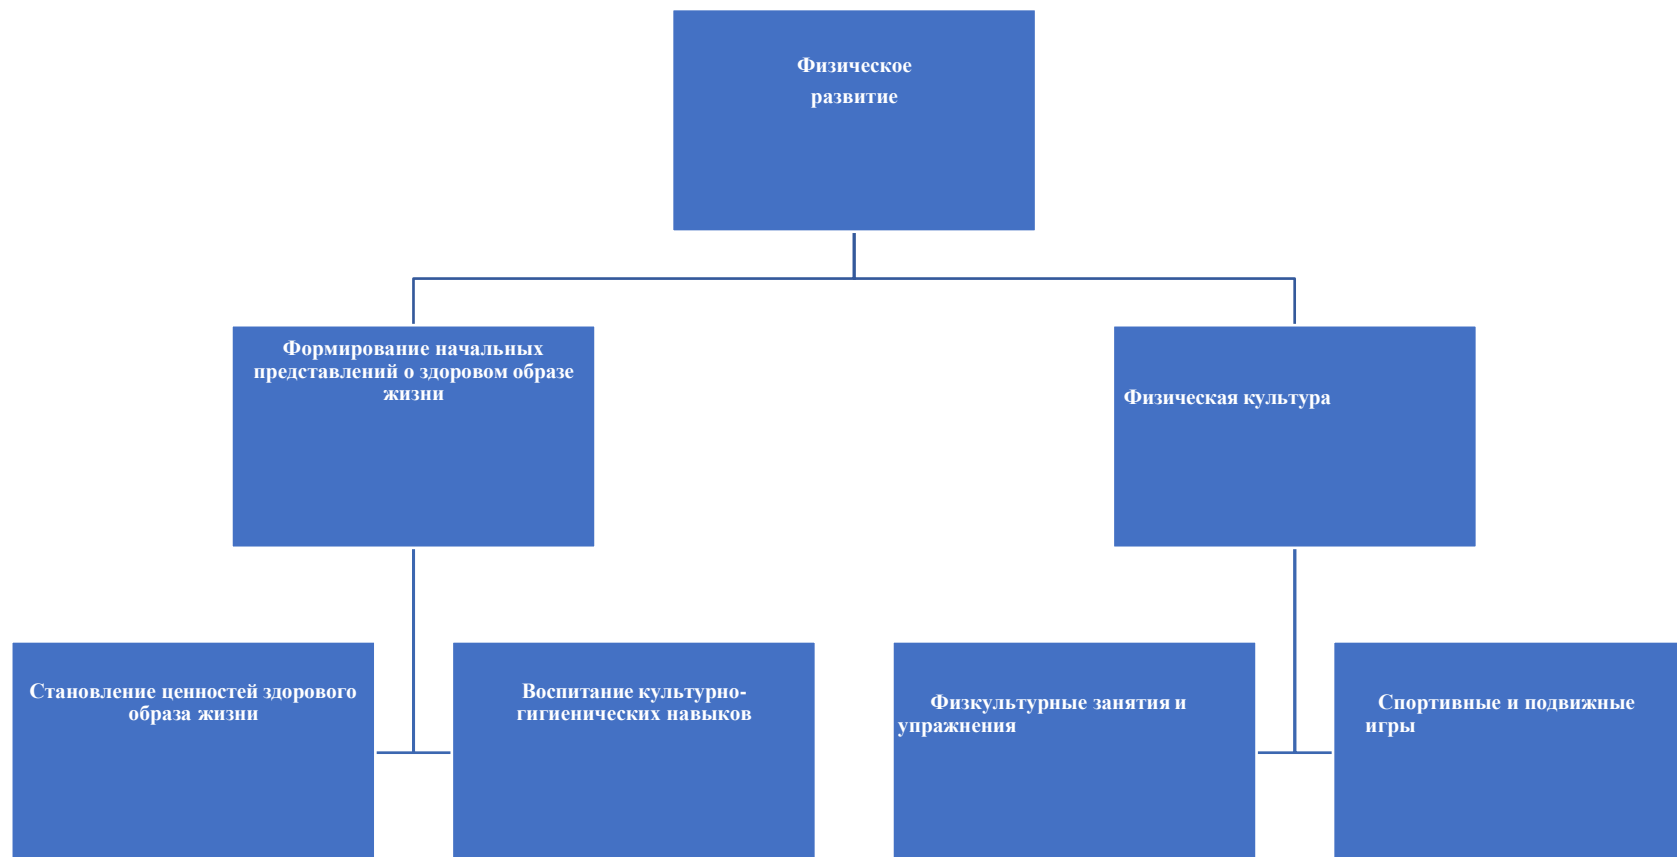 Физическое
развитие
Формирование начальных
представлений о здоровом образе
жизни
Физическая культура
Становление ценностей здорового
образа жизни
Воспитание культурно-
гигиенических навыков
Физкультурные занятия и
упражнения
Спортивные и подвижные
игры